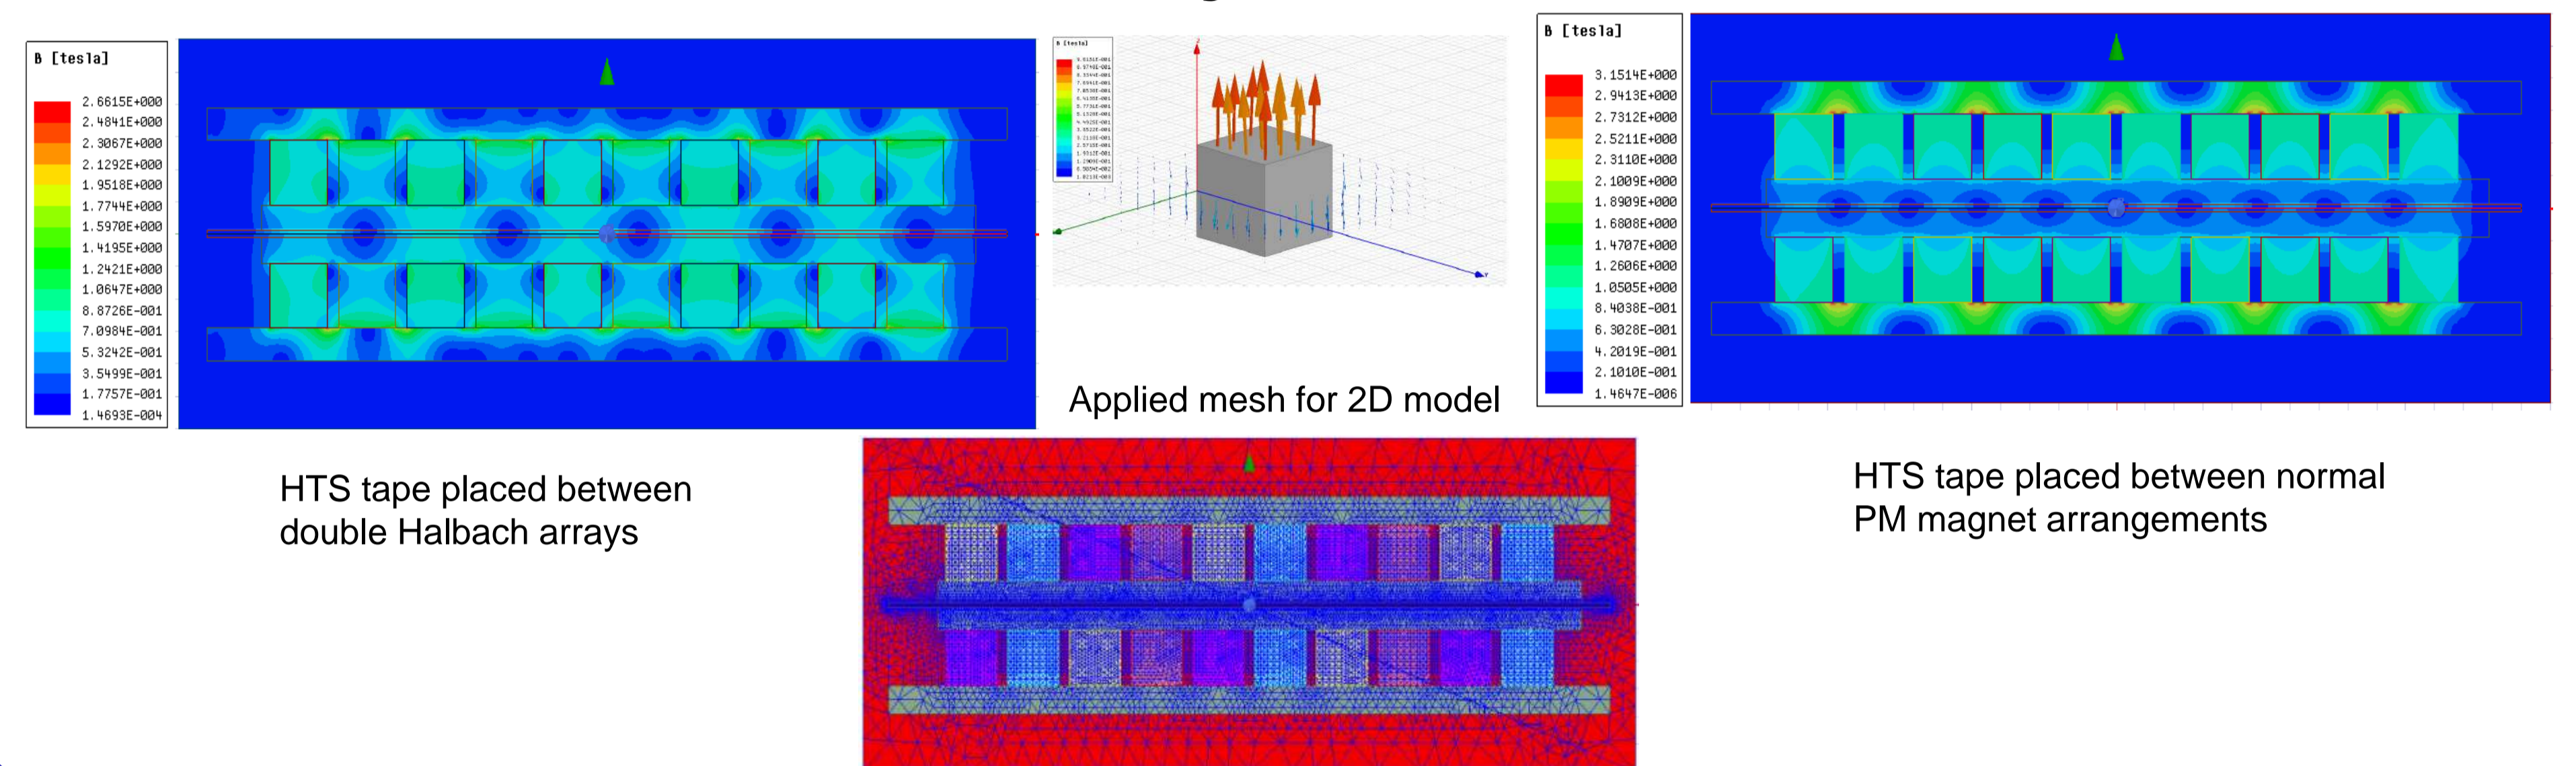 B [tesla]
2.6615E+000
2.4841E+000
2.3067E+000
2.1292E+000
1.9518E+000
1.7744E+000
1.5970E+000
1.4195E+000
1.2421E+000
1.0647E+000
8.8726E-001
7.0984E-001
5.3242E-001
3.5499E-001
1.7757E-001
1.4693E-004
B [tesla]
B [tesla]
3.1514E+000
2.9413E+000
2.7312E+000
2.5211E+000
2.3110E+000
2.1009E+000
1.8909E+000
1.6808E+000
1.4707E+000
1.2606E+000
1.0505E+000
8.4038E-001
6.3028E-001
4.2019E-001
2.1010E-001
1.4647E-006
Applied mesh for 2D model
HTS tape placed between
double Halbach arrays
HTS tape placed between normal
PM magnet arrangements